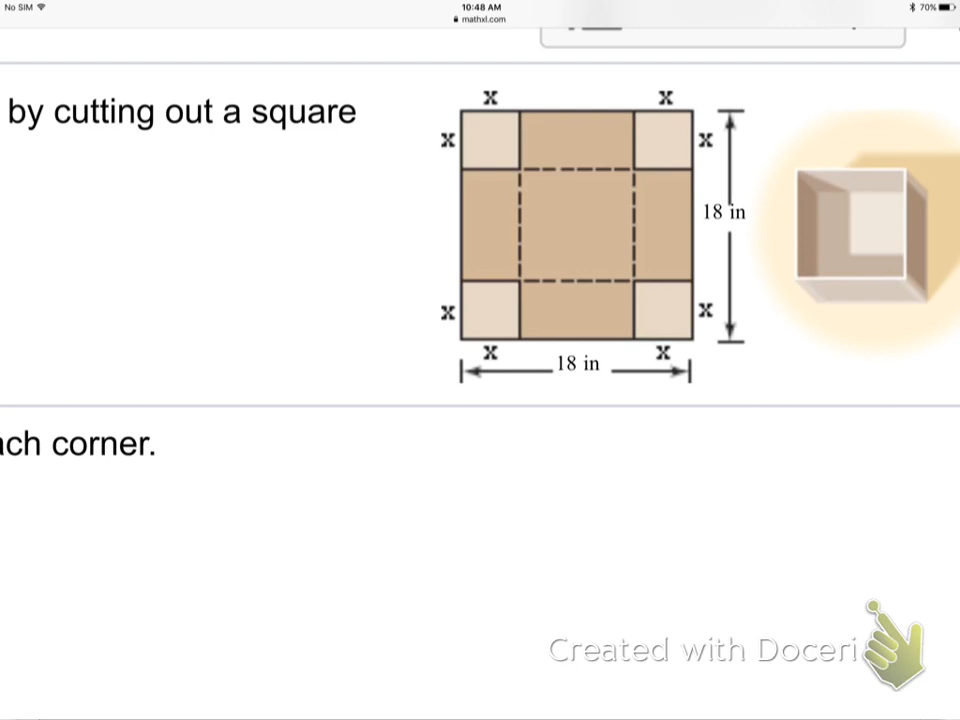 No SIM
10:48 AM
70%
mathxl.com
by cutting out a square
x x
x x
18 in
x x
x x
18 in
ach corner.
Created with Doceri